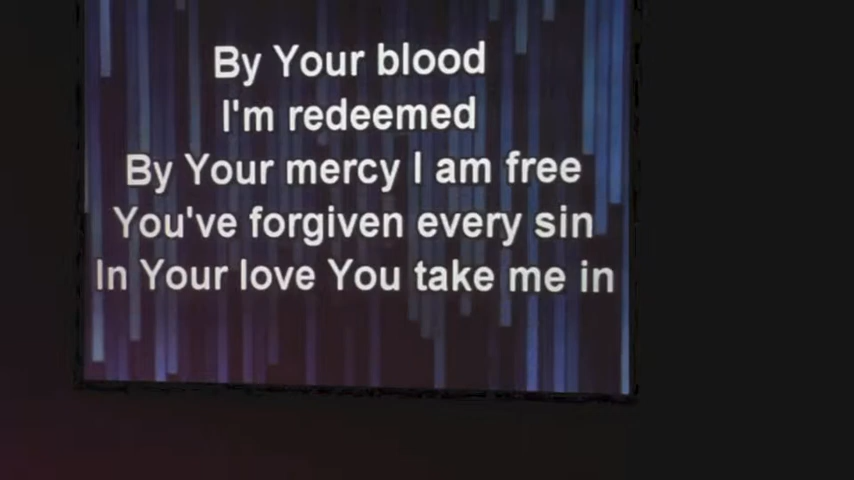 By Your blood
I'm redeemed
By Your mercy I am free
You've forgiven every sin
In Your love You take me in